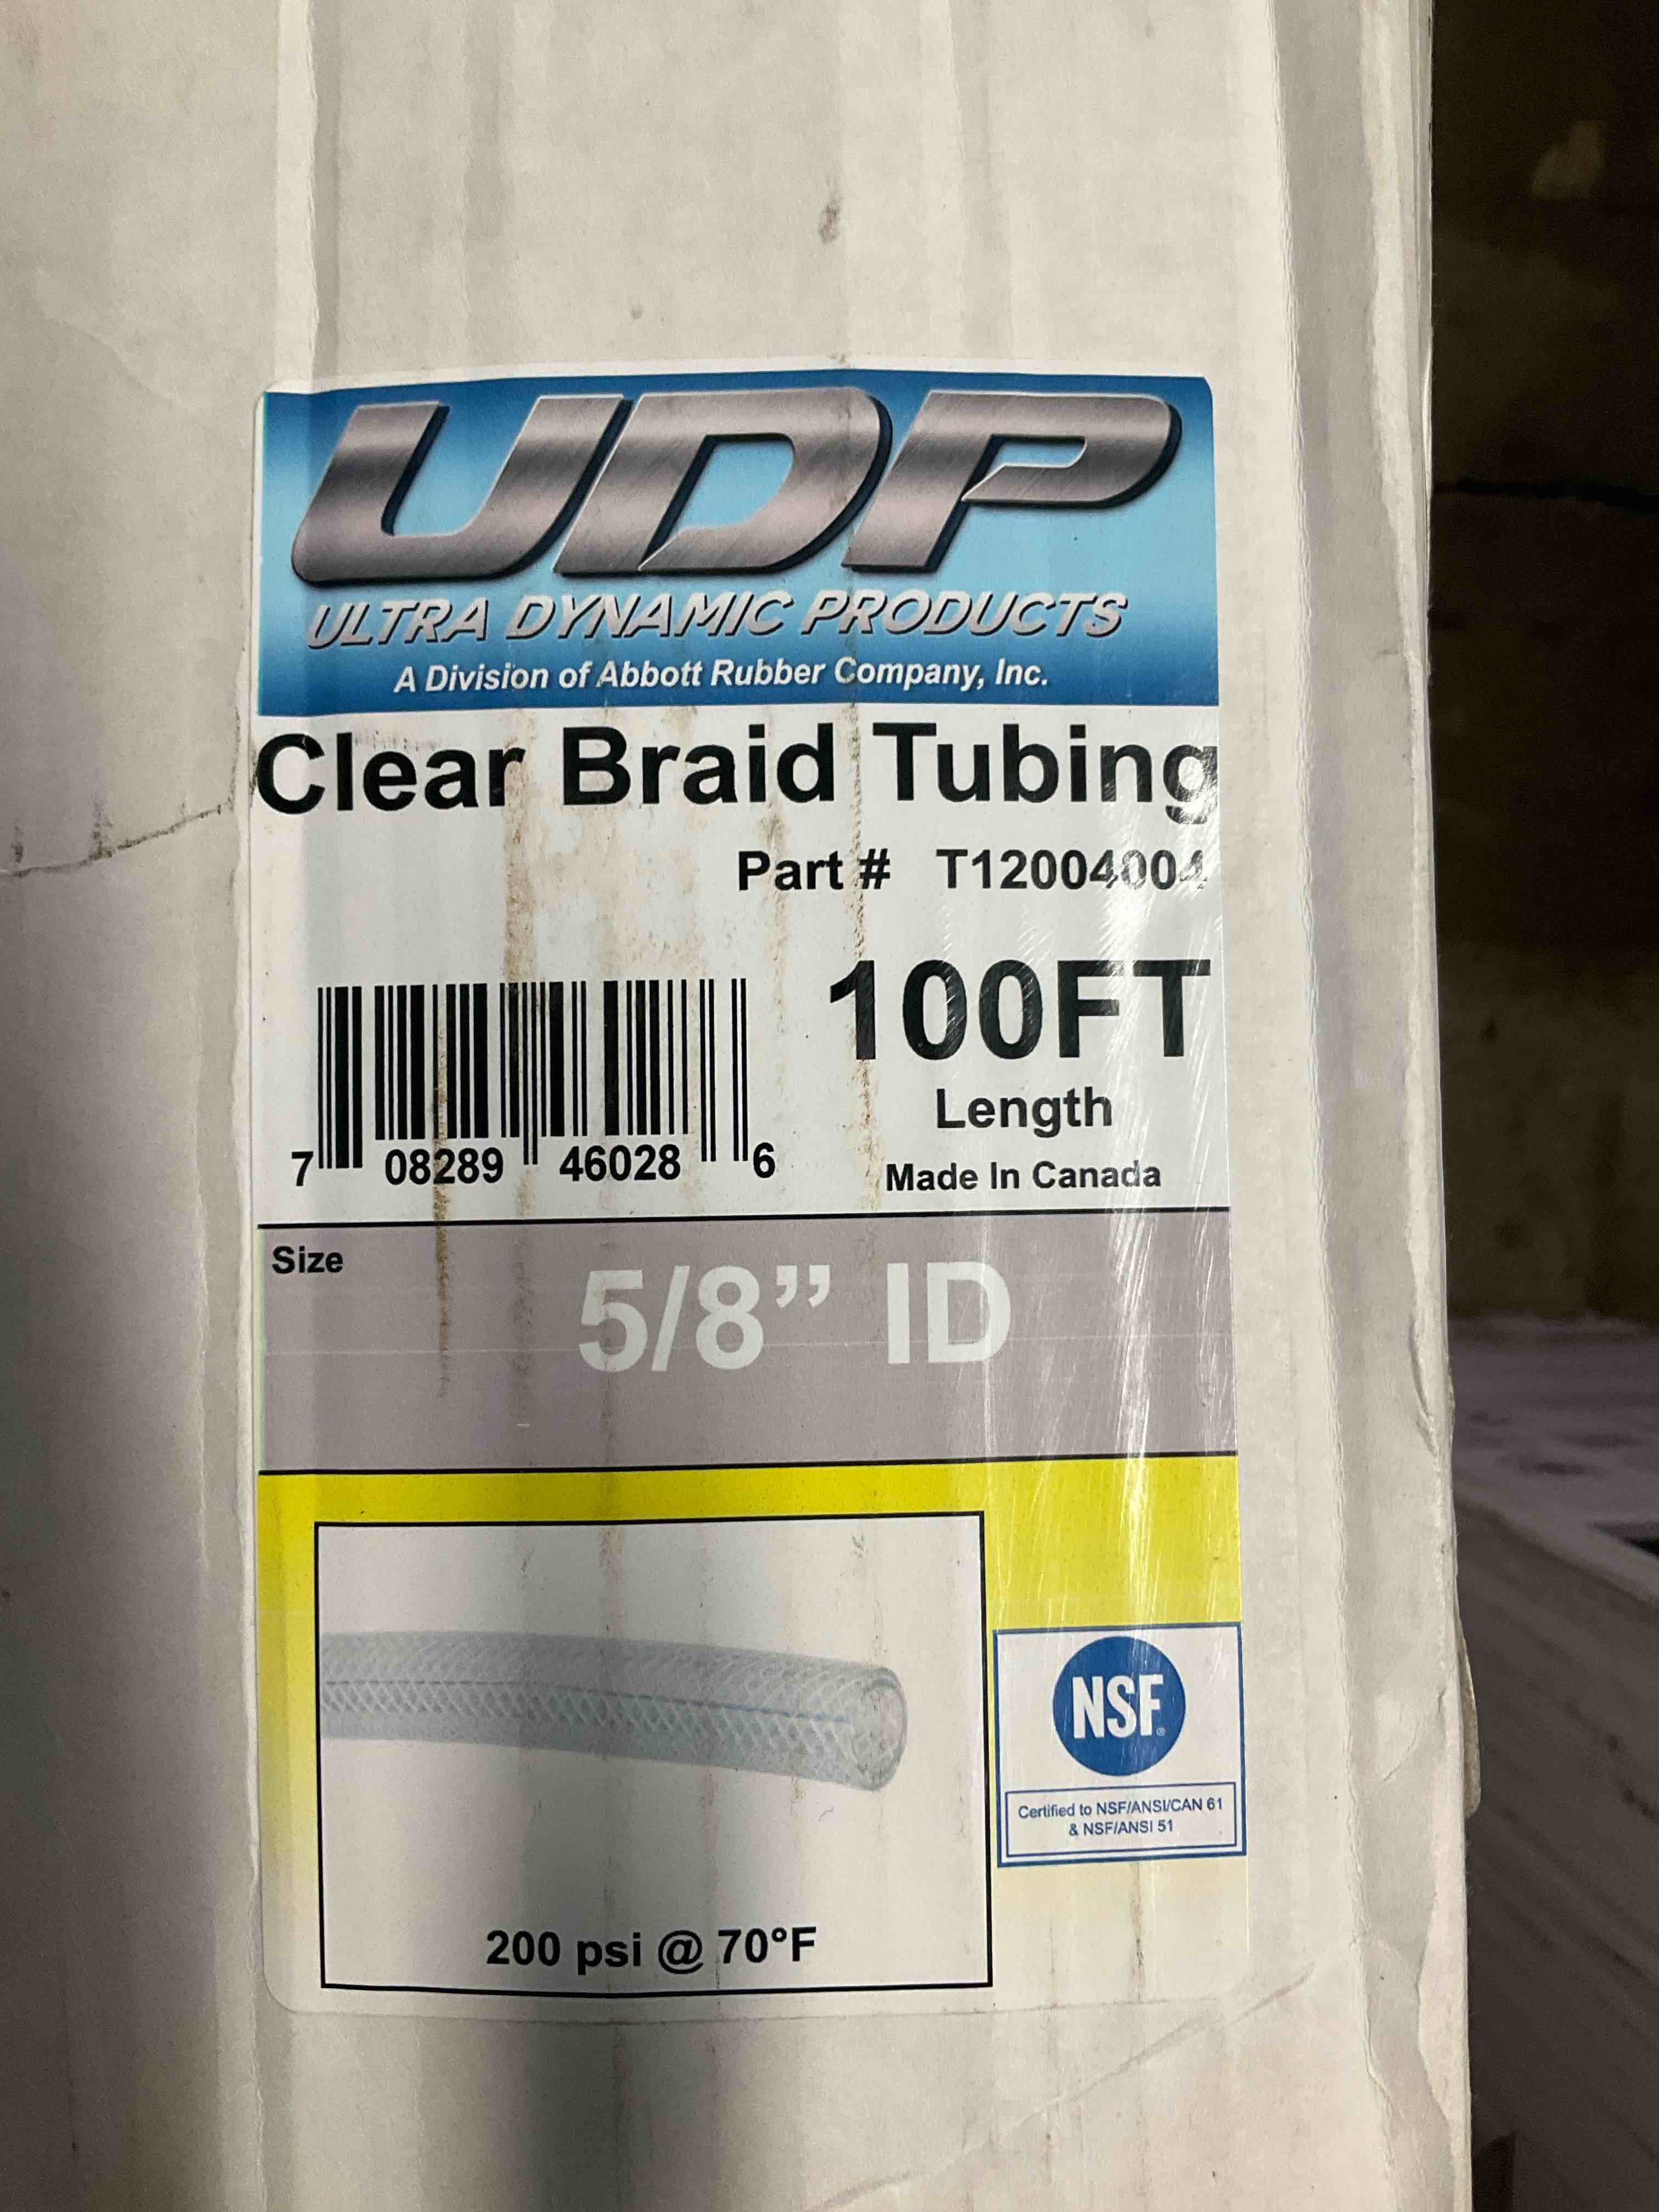 UDP
ULTRA DYNAMIC PRODUCTS
A Division of Abbott Rubber Company, Inc.
Clear Braid Tubing
Part # T12004004
100FT
Length
Made In Canada
7 08289 46028 6
Size
5/8” ID
NSF®
Certified to NSF/ANSI/CAN 61
& NSF/ANSI 51
200 psi @ 70°F